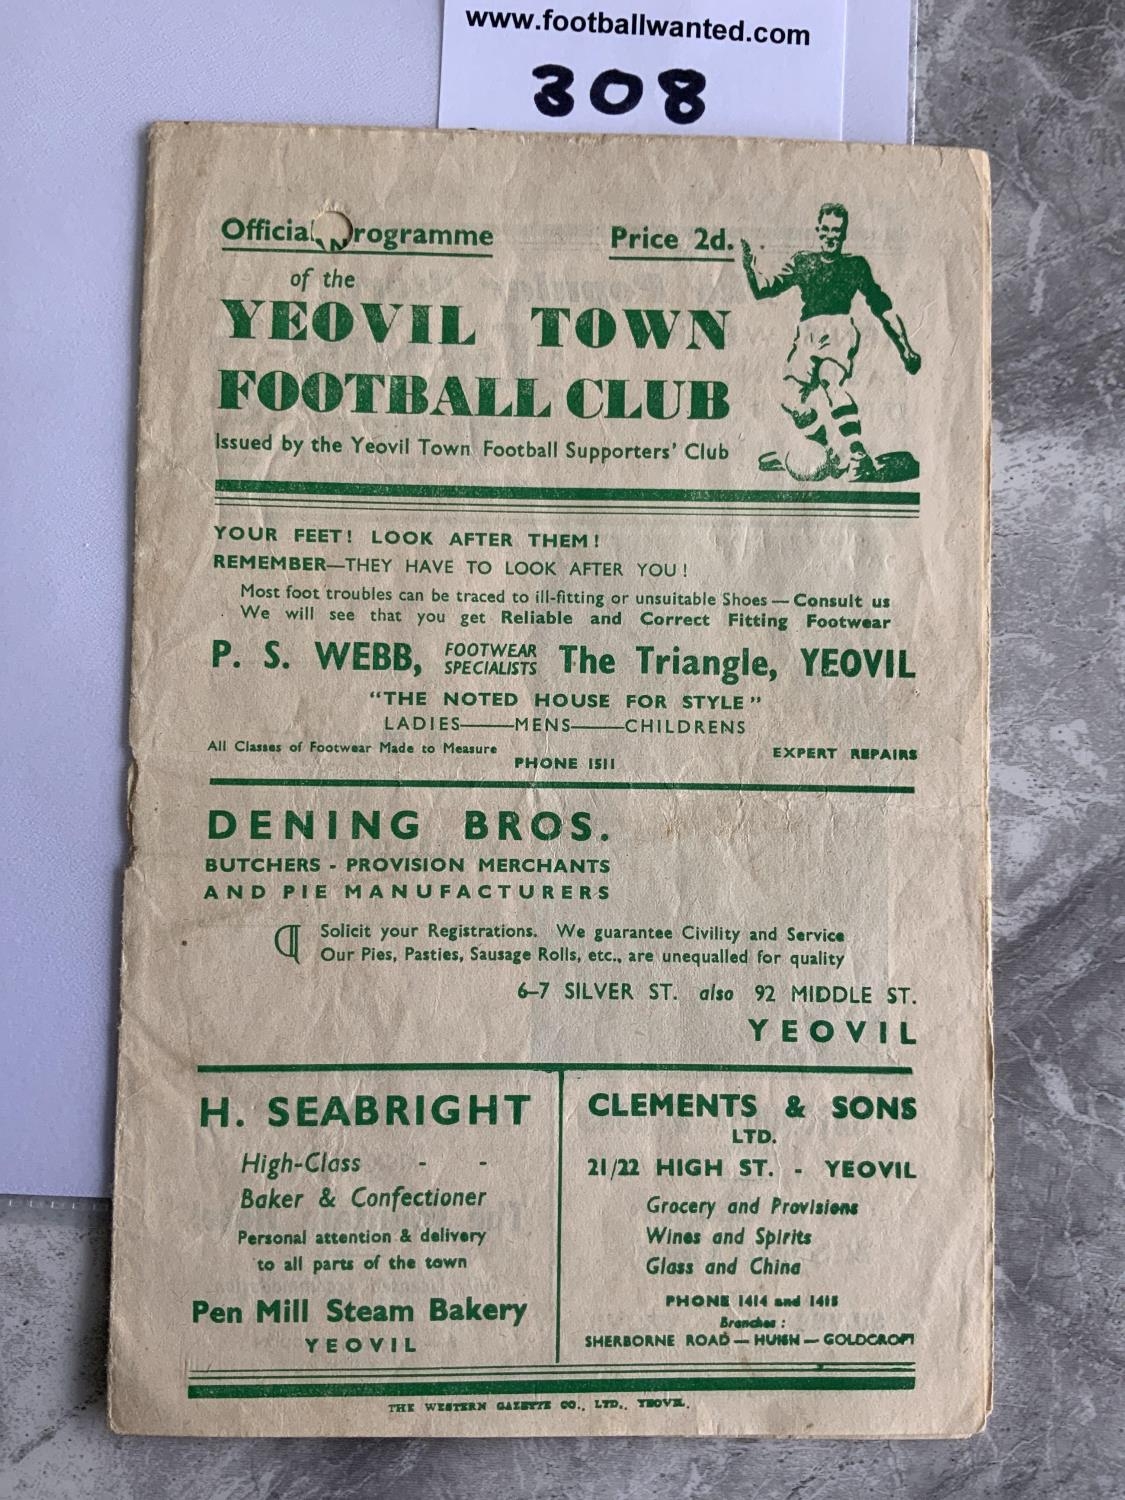 www.footballwanted.com
308
Official Programme
Price 2d.
of the
YEOVIL TOWN
FOOTBALL CLUB
Issued by the Yeovil Town Football Supporters' Club
YOUR FEET! LOOK AFTER THEM!
REMEMBER—THEY HAVE TO LOOK AFTER YOU!
Most foot troubles can be traced to ill-fitting or unsuitable Shoes — Consult us
We will see that you get Reliable and Correct Fitting Footwear
P. S. WEBB, FOOTWEAR SPECIALISTS The Triangle, YEOVIL
"THE NOTED HOUSE FOR STYLE"
LADIES——MENS——CHILDRENS
All Classes of Footwear Made to Measure
EXPERT REPAIRS
PHONE 1511
DENING BROS.
BUTCHERS - PROVISION MERCHANTS
AND PIE MANUFACTURERS
Solicit your Registrations. We guarantee Civility and Service
Our Pies, Pasties, Sausage Rolls, etc., are unequalled for quality
6–7 SILVER ST. also 92 MIDDLE ST.
YEOVIL
H. SEABRIGHT
High-Class - -
Baker & Confectioner
Personal attention & delivery
to all parts of the town
Pen Mill Steam Bakery
YEOVIL
CLEMENTS & SONS
LTD.
21/22 HIGH ST. - YEOVIL
Grocery and Provisions
Wines and Spirits
Glass and China
PHONE 1414 and 1415
Branches :
SHERBORNE ROAD — HUISH — GOLDCROFT
THE WESTERN GAZETTE CO., LTD., YEOVIL.